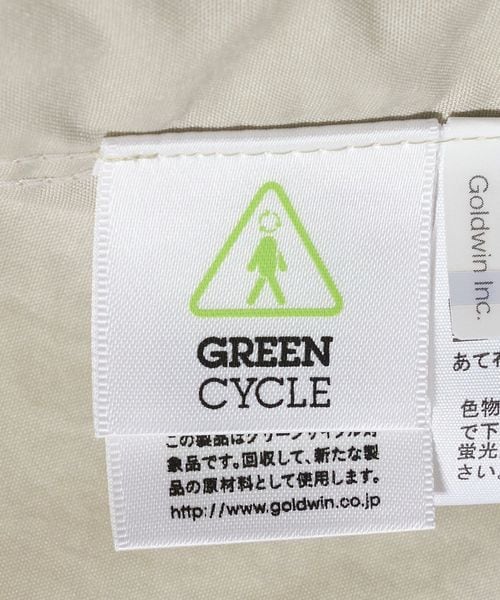 GREEN
CYCLE
この製品はグリーンサイクル対
象品です。回収して、新たな製
品の原材料として使用します。
http://www.goldwin.co.jp
Goldwin Inc.
あて布
色物
で下
蛍光
さい。